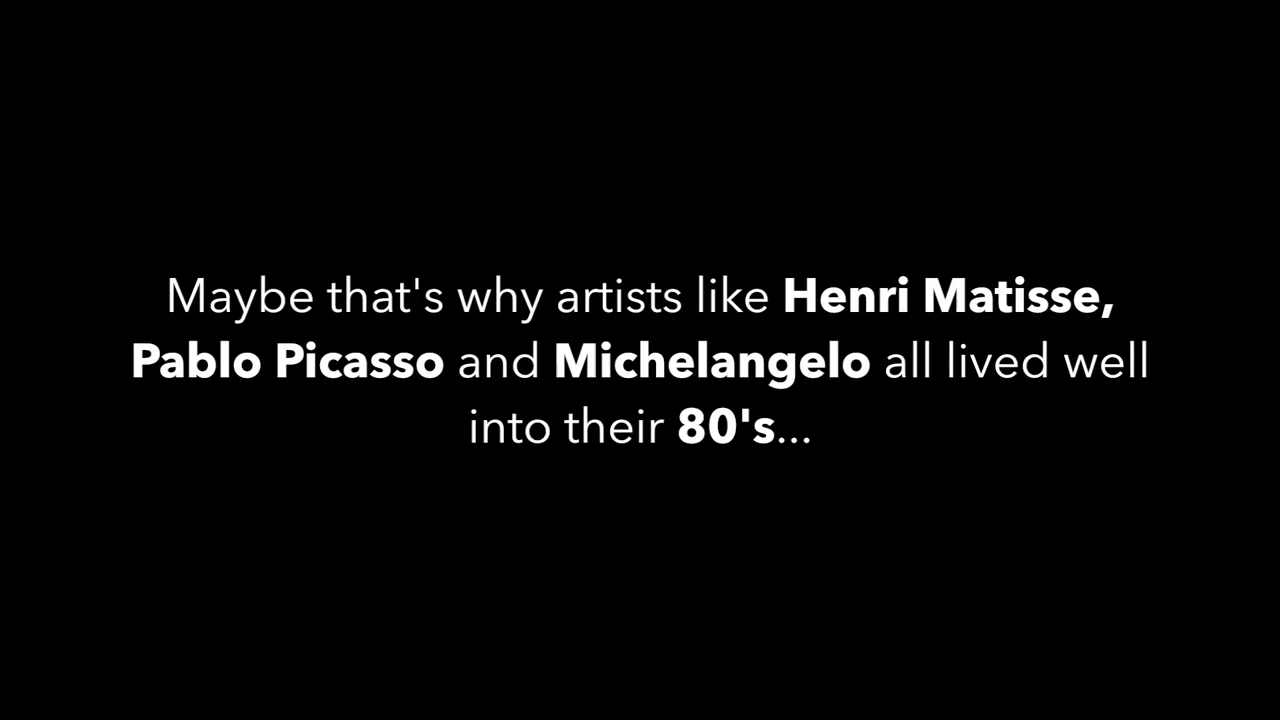 Maybe that's why artists like Henri Matisse,
Pablo Picasso and Michelangelo all lived well
into their 80's...